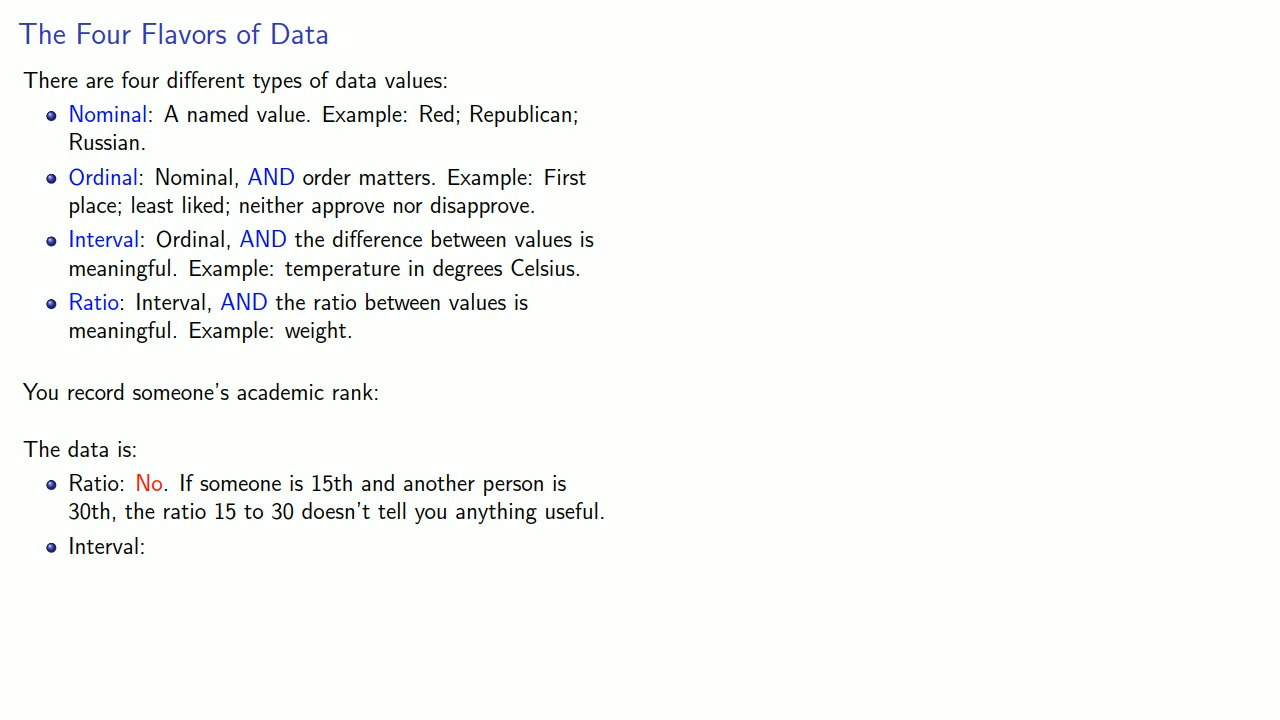 The Four Flavors of Data
There are four different types of data values:
Nominal: A named value. Example: Red; Republican;
Russian.
Ordinal: Nominal, AND order matters. Example: First
place; least liked; neither approve nor disapprove.
Interval: Ordinal, AND the difference between values is
meaningful. Example: temperature in degrees Celsius.
Ratio: Interval, AND the ratio between values is
meaningful. Example: weight.
You record someone's academic rank:
The data is:
Ratio: No. If someone is 15th and another person is
30th, the ratio 15 to 30 doesn't tell you anything useful.
Interval: